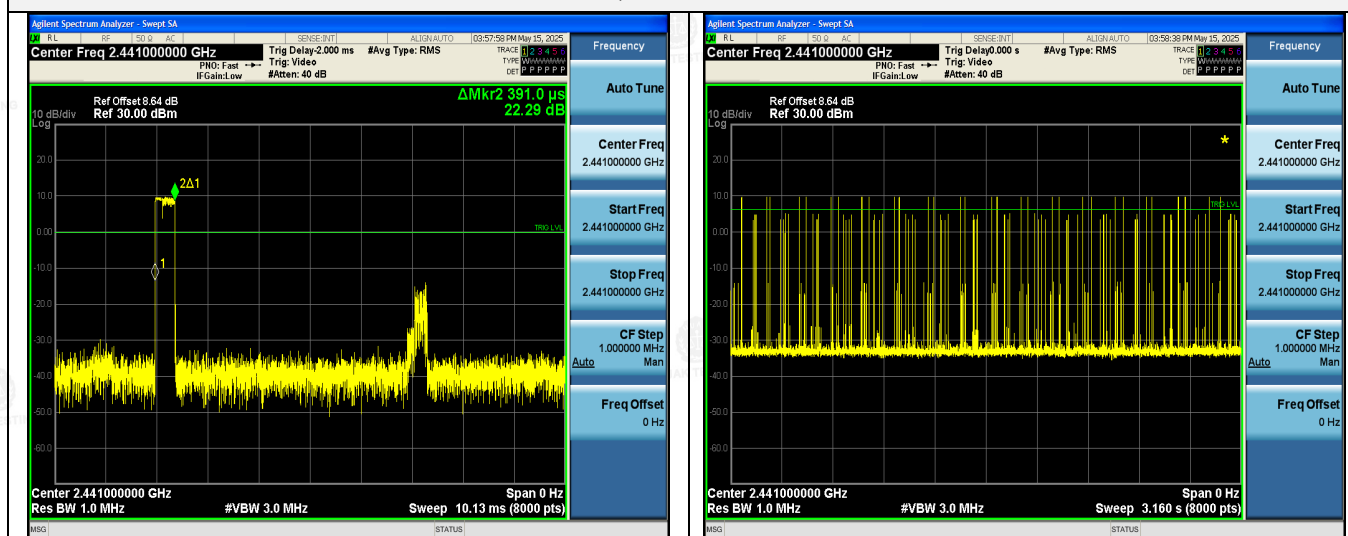 Agilent Spectrum Analyzer - Swept SA
LXI RL RF 50 Ω AC SENSE:INT ALIGN AUTO 03:57:58 PM May 15, 2025
Center Freq 2.441000000 GHz
Trig Delay-2.000 ms #Avg Type: RMS TRACE 1 2 3 4 5 6
PNO: Fast Trig: Video TYPE WWWWWW
IFGain:Low #Atten: 40 dB DET P P P P P P
ΔMkr2 391.0 µs
22.29 dB
Ref Offset 8.64 dB
10 dB/div Ref 30.00 dBm
Log
20.0
10.0
0.00
-10.0
-20.0
-30.0
-40.0
-50.0
-60.0
2Δ1
1
TRIG LVL
Center 2.441000000 GHz Span 0 Hz
Res BW 1.0 MHz #VBW 3.0 MHz Sweep 10.13 ms (8000 pts)
MSG STATUS
Frequency
Auto Tune
Center Freq
2.441000000 GHz
Start Freq
2.441000000 GHz
Stop Freq
2.441000000 GHz
CF Step
1.000000 MHz
Auto Man
Freq Offset
0 Hz
Agilent Spectrum Analyzer - Swept SA
LXI RL RF 50 Ω AC SENSE:INT ALIGN AUTO 03:58:38 PM May 15, 2025
Center Freq 2.441000000 GHz
Trig Delay0.000 s #Avg Type: RMS TRACE 1 2 3 4 5 6
PNO: Fast Trig: Video TYPE WWWWWW
IFGain:Low #Atten: 40 dB DET P P P P P P
Ref Offset 8.64 dB
10 dB/div Ref 30.00 dBm
Log
*
20.0
10.0
0.00
-10.0
-20.0
-30.0
-40.0
-50.0
-60.0
TRIG LVL
Center 2.441000000 GHz Span 0 Hz
Res BW 1.0 MHz #VBW 3.0 MHz Sweep 3.160 s (8000 pts)
MSG STATUS
Frequency
Auto Tune
Center Freq
2.441000000 GHz
Start Freq
2.441000000 GHz
Stop Freq
2.441000000 GHz
CF Step
1.000000 MHz
Auto Man
Freq Offset
0 Hz